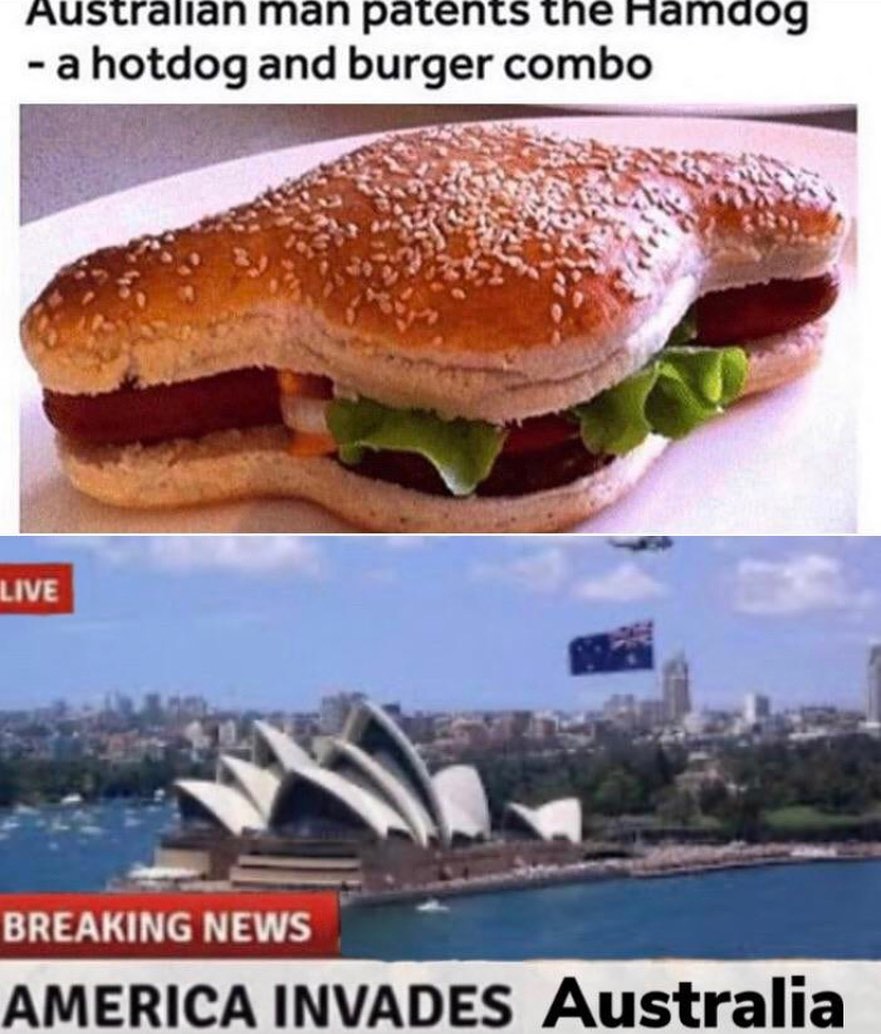 Australian man patents the Hamdog
- a hotdog and burger combo
LIVE
BREAKING NEWS
AMERICA INVADES Australia